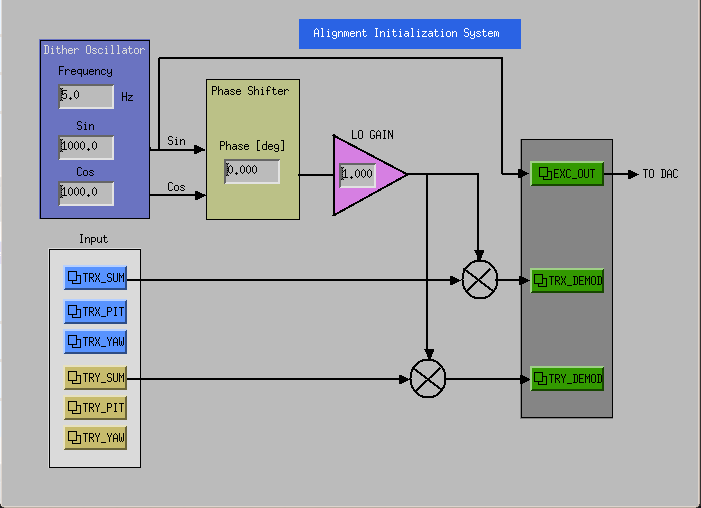 Alignment Initialization System
Dither Oscillator
Frequency
5.0 Hz
Sin
1000.0
Cos
1000.0
Sin
Cos
Phase Shifter
Phase [deg]
0.000
LO GAIN
1.000
EXC_OUT
TO DAC
Input
TRX_SUM
TRX_PIT
TRX_YAW
TRY_SUM
TRY_PIT
TRY_YAW
TRX_DEMOD
TRY_DEMOD